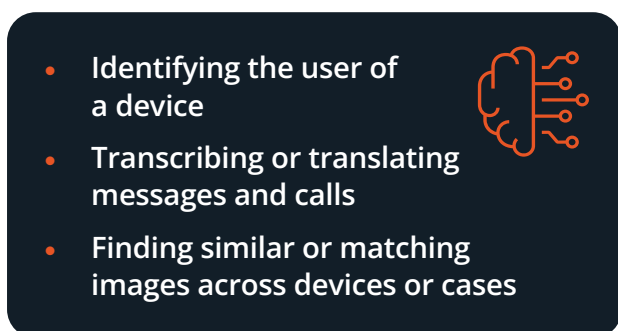 • Identifying the user of
a device
• Transcribing or translating
messages and calls
• Finding similar or matching
images across devices or cases